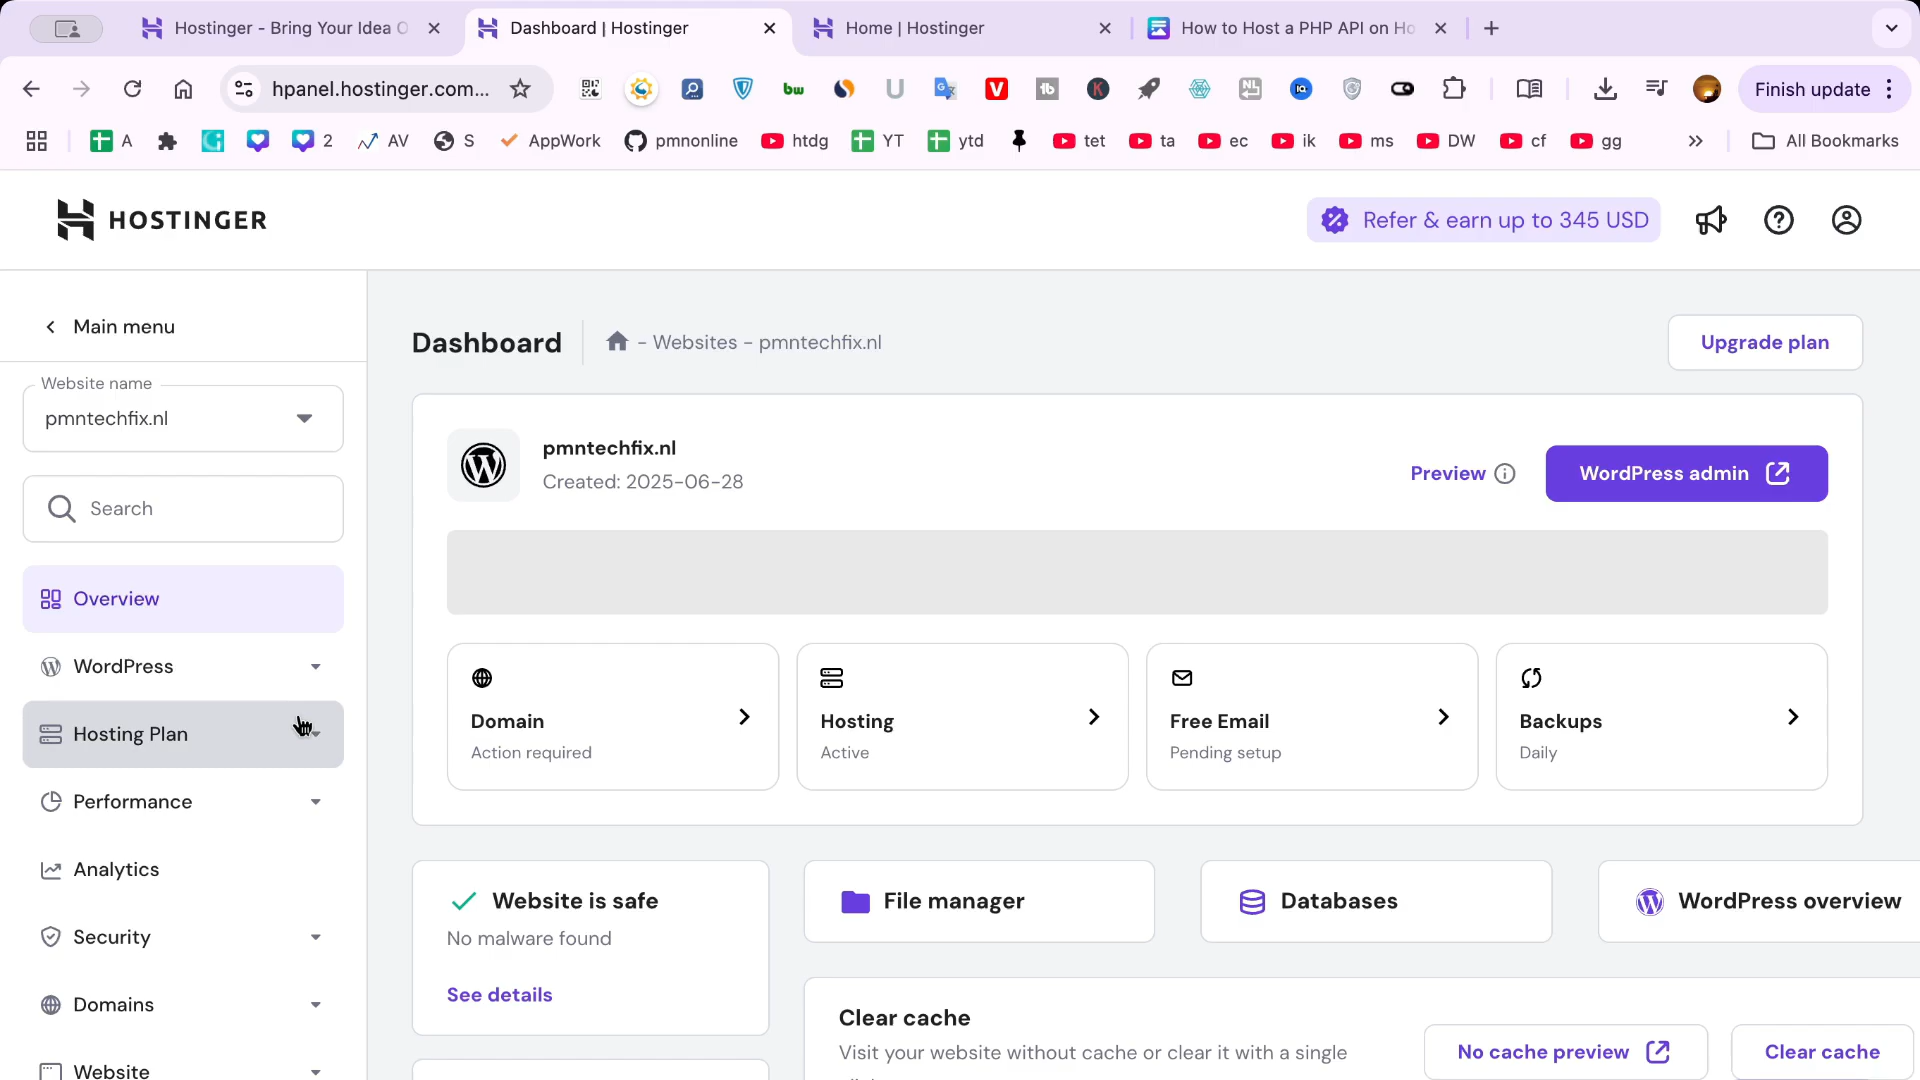 Hostinger - Bring Your Idea O
Dashboard | Hostinger
Home | Hostinger
How to Host a PHP API on Ho
hpanel.hostinger.com...
Finish update
A
2
AV
S
AppWork
pmnonline
htdg
YT
ytd
tet
ta
ec
ik
ms
DW
cf
gg
All Bookmarks
HOSTINGER
Refer & earn up to 345 USD
Main menu
Dashboard
- Websites - pmntechfix.nl
Upgrade plan
Website name
pmntechfix.nl
Search
pmntechfix.nl
Created: 2025-06-28
Preview
WordPress admin
Overview
WordPress
Hosting Plan
Performance
Analytics
Security
Domains
Website
Domain
Action required
Hosting
Active
Free Email
Pending setup
Backups
Daily
Website is safe
No malware found
See details
File manager
Databases
WordPress overview
Clear cache
Visit your website without cache or clear it with a single
No cache preview
Clear cache